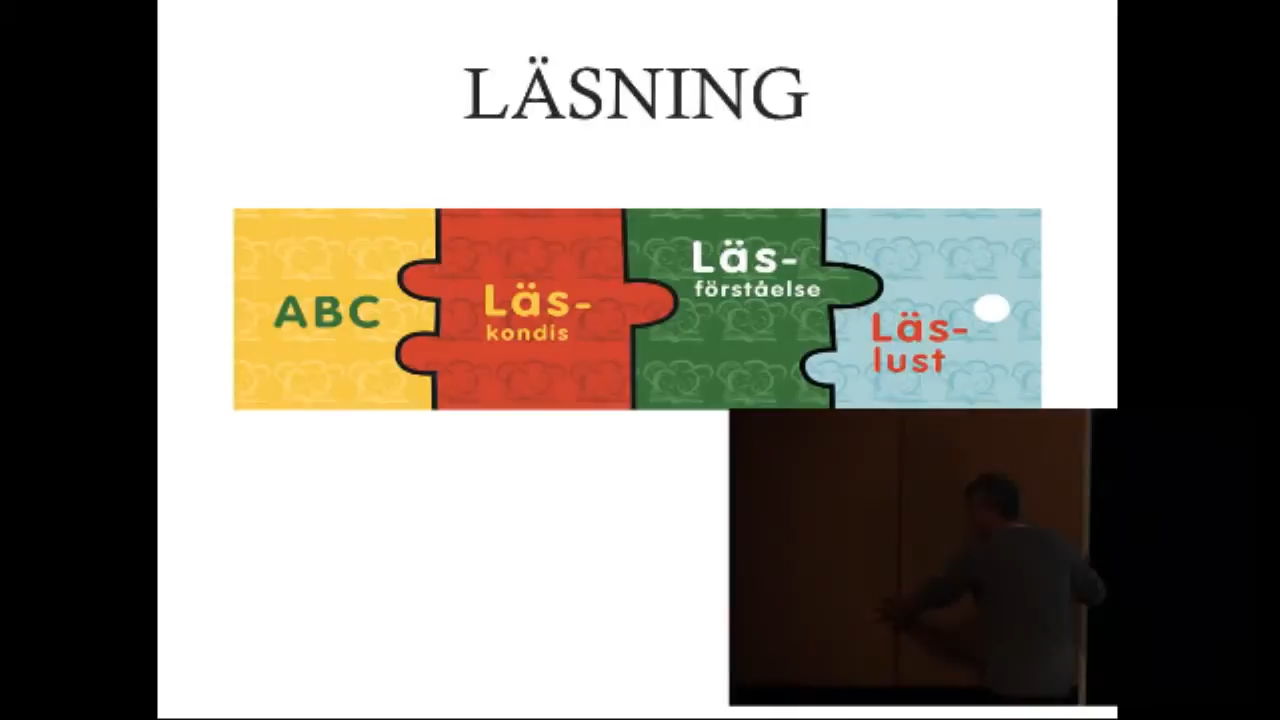 LÄSNING
ABC
Läs-
kondis
Läs-
förståelse
Läs-
lust